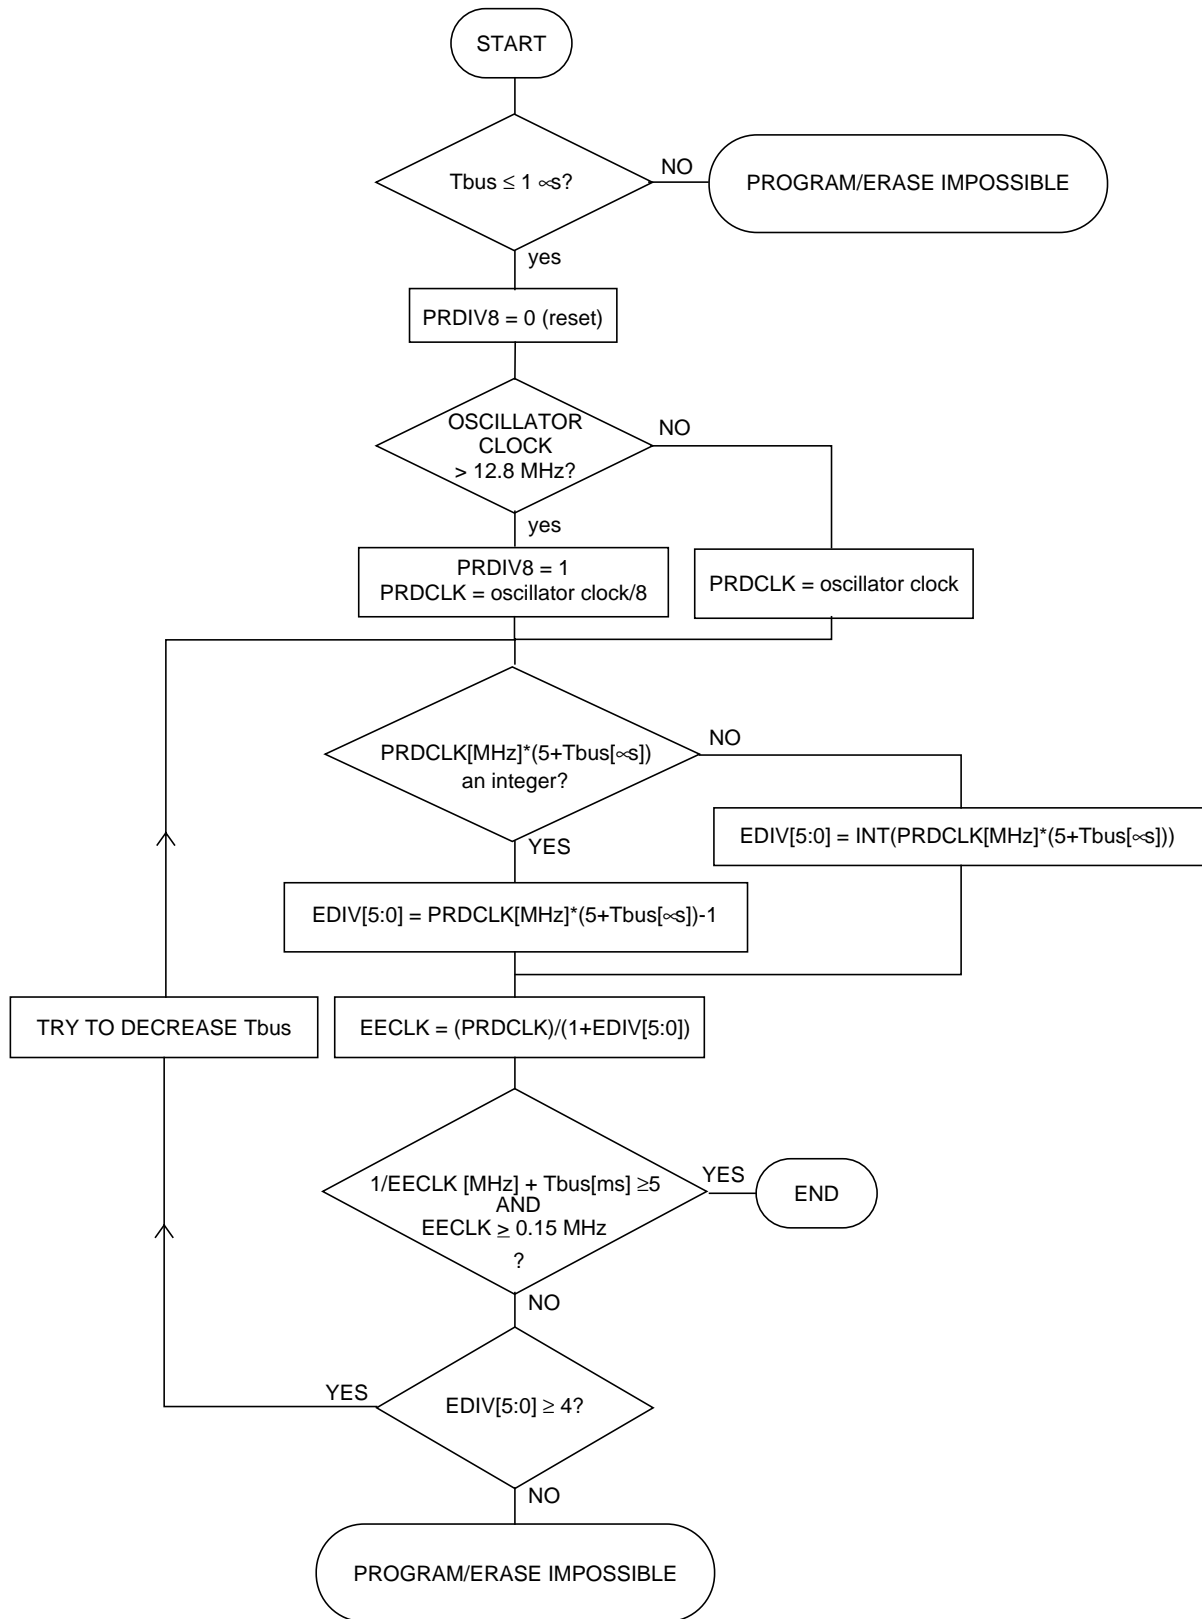 START
Tbus ≤ 1 ∝s?
NO
PROGRAM/ERASE IMPOSSIBLE
yes
PRDIV8 = 0 (reset)
OSCILLATOR
CLOCK
> 12.8 MHz?
NO
yes
PRDIV8 = 1
PRDCLK = oscillator clock/8
PRDCLK = oscillator clock
PRDCLK[MHz]*(5+Tbus[∝s])
an integer?
NO
YES
EDIV[5:0] = INT(PRDCLK[MHz]*(5+Tbus[∝s]))
EDIV[5:0] = PRDCLK[MHz]*(5+Tbus[∝s])-1
TRY TO DECREASE Tbus
EECLK = (PRDCLK)/(1+EDIV[5:0])
1/EECLK [MHz] + Tbus[ms] ≥5
AND
EECLK ≥ 0.15 MHz
?
YES
END
NO
EDIV[5:0] ≥ 4?
YES
NO
PROGRAM/ERASE IMPOSSIBLE